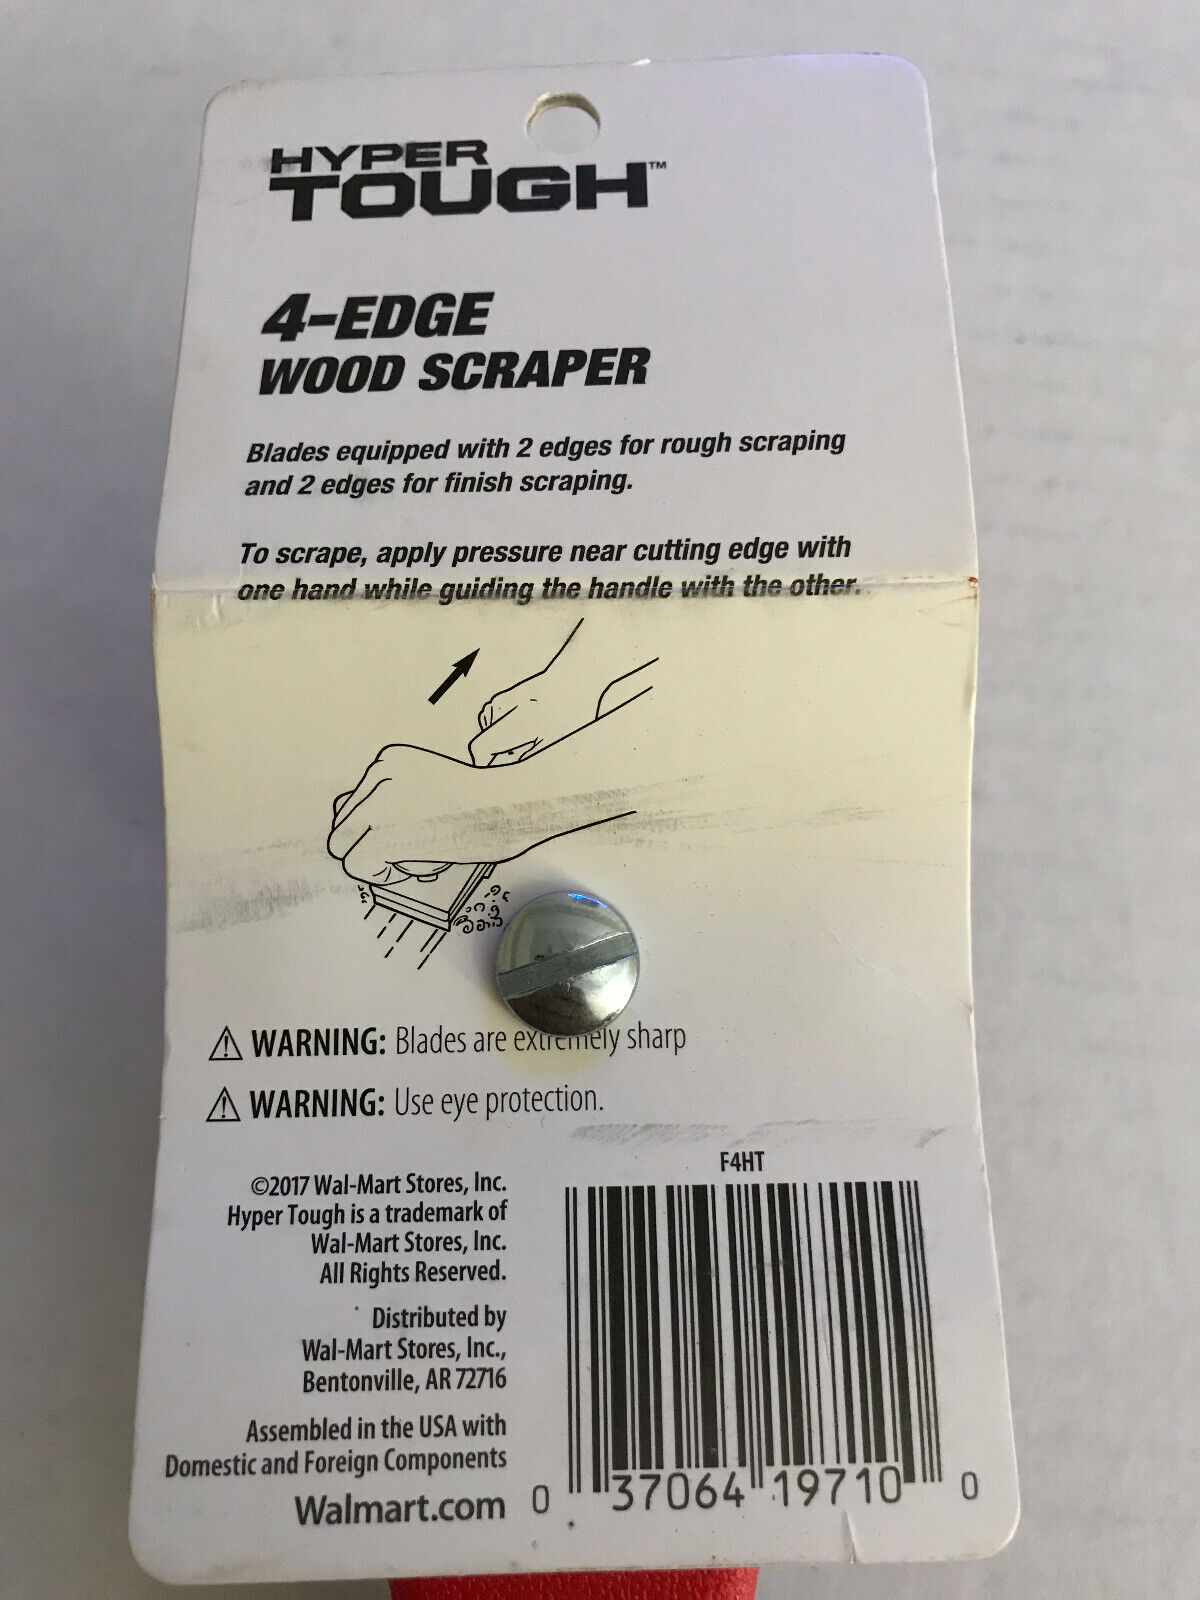 HYPER
TOUGH™
4-EDGE
WOOD SCRAPER
Blades equipped with 2 edges for rough scraping
and 2 edges for finish scraping.
To scrape, apply pressure near cutting edge with
one hand while guiding the handle with the other.
⚠ WARNING: Blades are extremely sharp
⚠ WARNING: Use eye protection.
©2017 Wal-Mart Stores, Inc.
Hyper Tough is a trademark of
Wal-Mart Stores, Inc.
All Rights Reserved.
Distributed by
Wal-Mart Stores, Inc.,
Bentonville, AR 72716
Assembled in the USA with
Domestic and Foreign Components
Walmart.com
F4HT
0 37064 19710 0